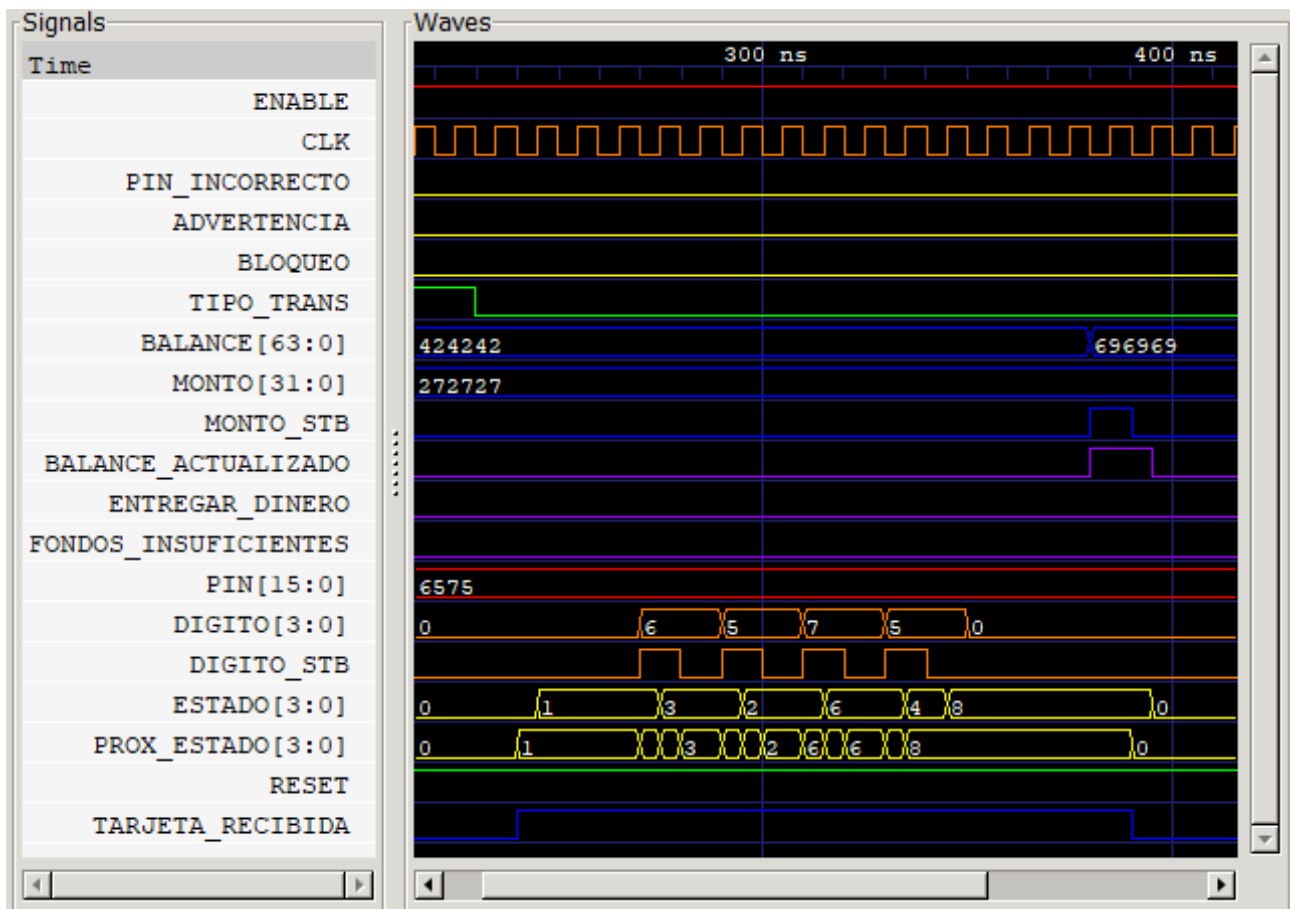 Signals
Waves
Time
300 ns 400 ns
ENABLE
CLK
PIN_INCORRECTO
ADVERTENCIA
BLOQUEO
TIPO_TRANS
BALANCE[63:0] 424242 696969
MONTO[31:0] 272727
MONTO_STB
BALANCE_ACTUALIZADO
ENTREGAR_DINERO
FONDOS_INSUFICIENTES
PIN[15:0] 6575
DIGITO[3:0] 0 6 5 7 5 0
DIGITO_STB
ESTADO[3:0] 0 1 3 2 6 4 8 0
PROX_ESTADO[3:0] 0 1 3 2 6 6 8 0
RESET
TARJETA_RECIBIDA